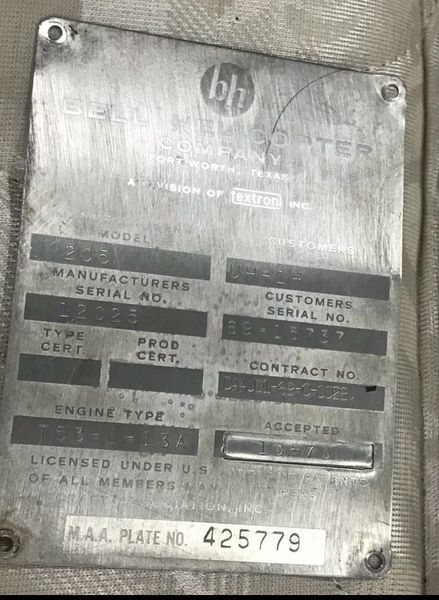 bh
BELL HELICOPTER
COMPANY
FORT WORTH, TEXAS
A DIVISION OF textron INC.
MODEL CUSTOMERS
205 UH-1H
MANUFACTURERS SERIAL NO. CUSTOMERS SERIAL NO.
12025 69-15737
TYPE CERT. PROD CERT. CONTRACT NO.
ENGINE TYPE ACCEPTED
T53-L-13A 10-70
LICENSED UNDER U.S.
OF ALL MEMBERS
INC
M.A.A. PLATE NO. 425779